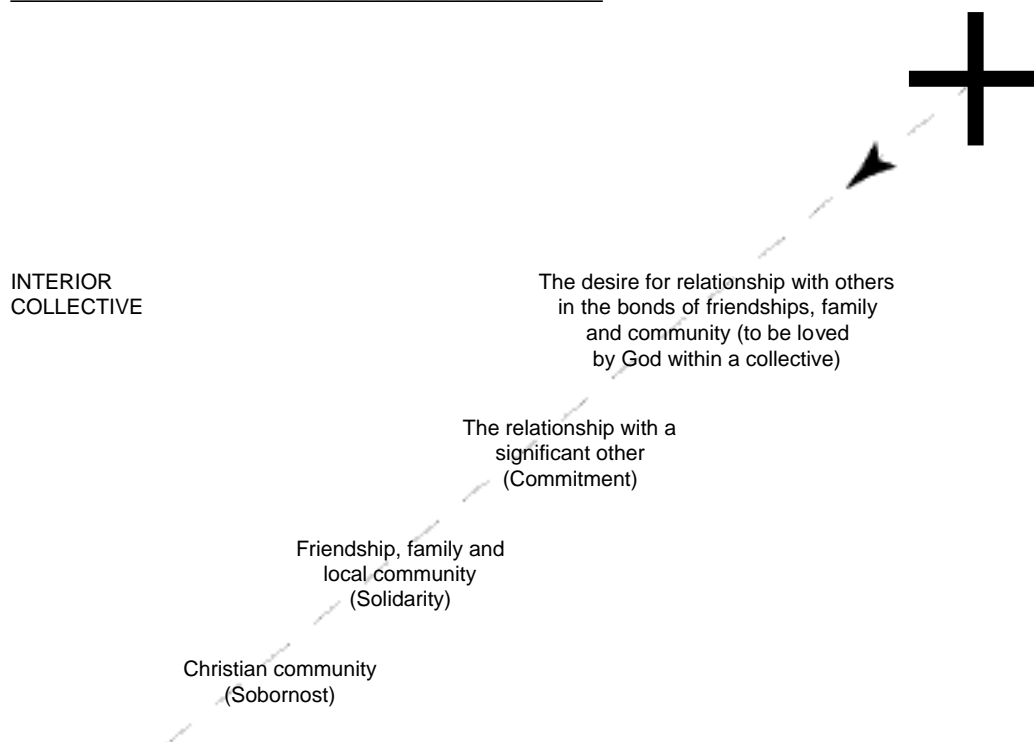 INTERIOR
COLLECTIVE
The desire for relationship with others
in the bonds of friendships, family
and community (to be loved
by God within a collective)
The relationship with a
significant other
(Commitment)
Friendship, family and
local community
(Solidarity)
Christian community
(Sobornost)